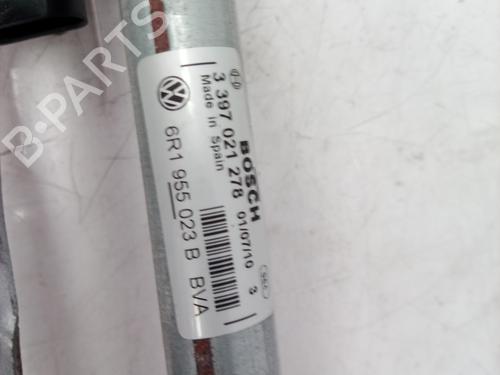 BOSCH
3 397 021 278 01/07/10 3
Made in Spain
6R1 955 023 B BVA
B-PARTS